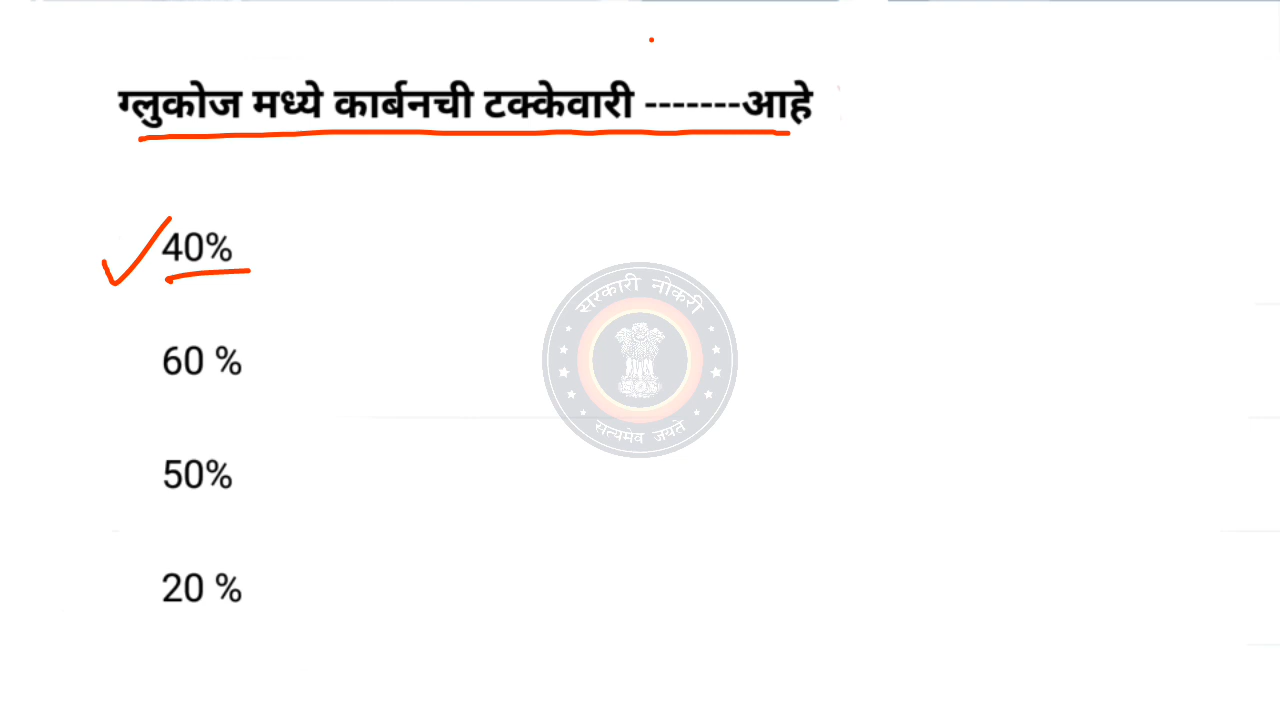 ग्लुकोज मध्ये कार्बनची टक्केवारी -------आहे
40%
60 %
सरकारी नोकरी
सत्यमेव जयते
50%
20 %